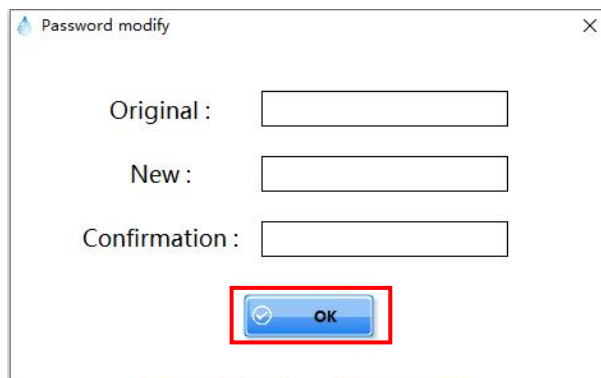 Password modify
Original :
New :
Confirmation :
OK